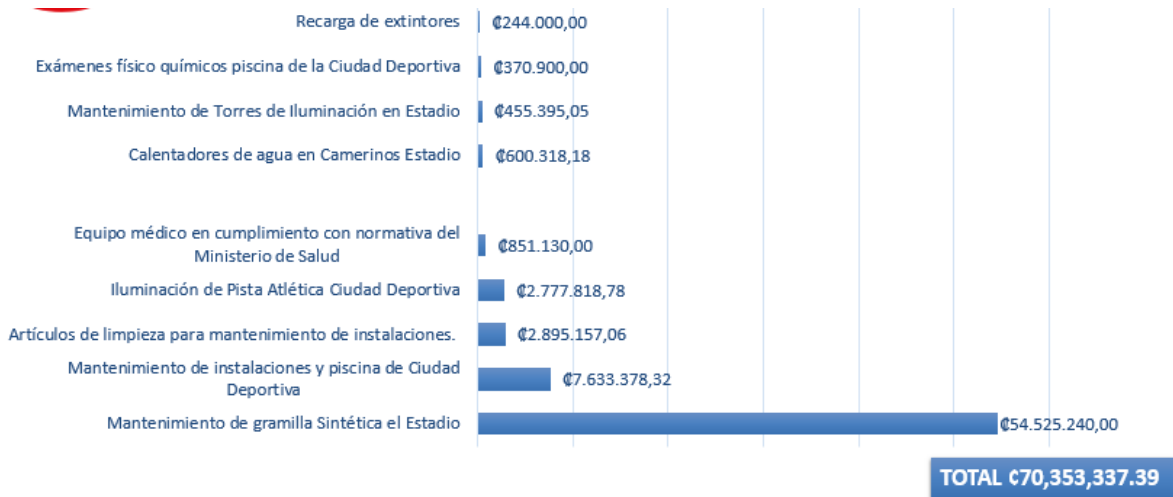 Recarga de extintores ₡244.000,00
Exámenes físico químicos piscina de la Ciudad Deportiva ₡370.900,00
Mantenimiento de Torres de Iluminación en Estadio ₡455.395,05
Calentadores de agua en Camerinos Estadio ₡600.318,18
Equipo médico en cumplimiento con normativa del
Ministerio de Salud ₡851.130,00
Iluminación de Pista Atlética Ciudad Deportiva ₡2.777.818,78
Artículos de limpieza para mantenimiento de instalaciones. ₡2.895.157,06
Mantenimiento de instalaciones y piscina de Ciudad
Deportiva ₡7.633.378,32
Mantenimiento de gramilla Sintética el Estadio ₡54.525.240,00
TOTAL ¢70,353,337.39